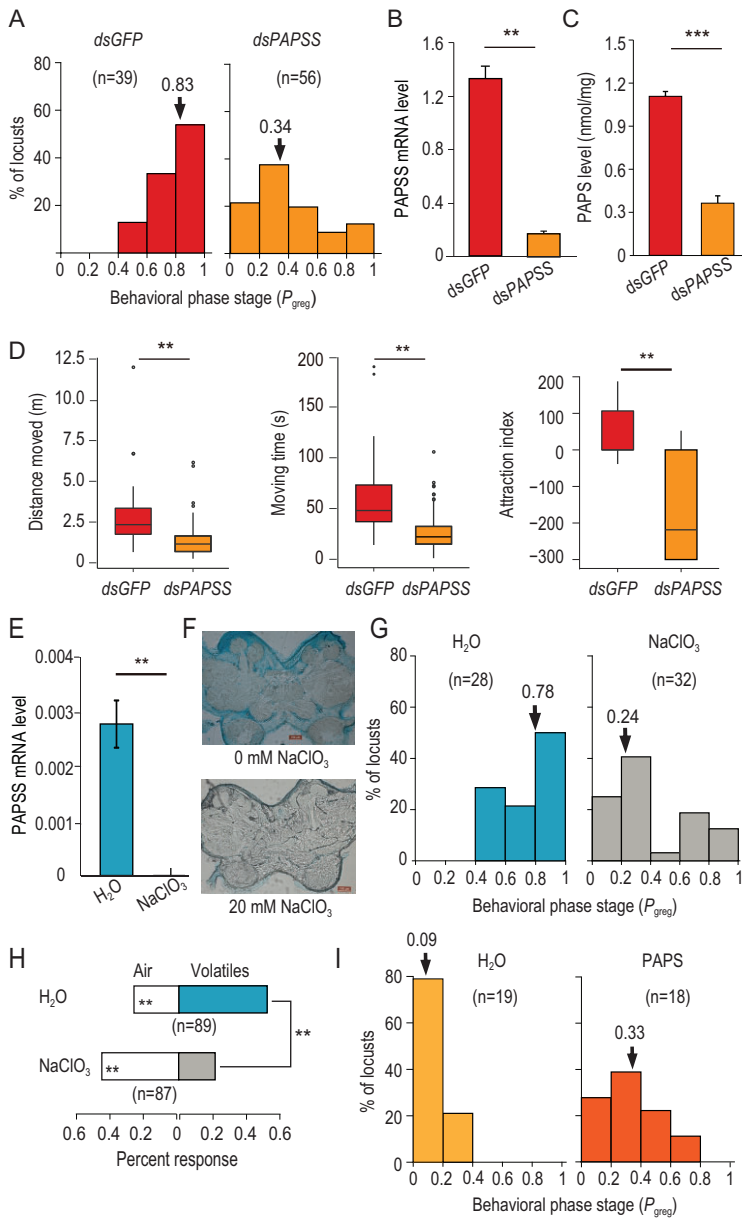 A
dsGFP
dsPAPSS
(n=39)
(n=56)
0.83
0.34
80
60
40
20
% of locusts
0 0.2 0.4 0.6 0.8 1
0 0.2 0.4 0.6 0.8 1
Behavioral phase stage (Pgreg)
B
**
1.6
1.2
0.8
0.4
0
PAPSS mRNA level
dsGFP
dsPAPSS
C
***
1.5
1.2
0.9
0.6
0.3
0
PAPS level (nmol/mg)
dsGFP
dsPAPSS
D
**
12.5
10.0
7.5
5.0
2.5
0
Distance moved (m)
dsGFP dsPAPSS
**
200
150
100
50
0
Moving time (s)
dsGFP dsPAPSS
**
200
100
0
−100
−200
−300
Attraction index
dsGFP dsPAPSS
E
**
0.004
0.003
0.002
0.001
0
PAPSS mRNA level
H2O
NaClO3
F
0 mM NaClO3
20 mM NaClO3
G
H2O
NaClO3
(n=28)
(n=32)
0.78
0.24
80
60
40
20
0
% of locusts
0 0.2 0.4 0.6 0.8 1
0 0.2 0.4 0.6 0.8 1
Behavioral phase stage (Pgreg)
H
Air Volatiles
H2O
**
(n=89)
**
NaClO3
**
(n=87)
0.6 0.4 0.2 0 0.2 0.4 0.6
Percent response
I
0.09
H2O
PAPS
(n=19)
(n=18)
0.33
80
60
40
20
0
% of locusts
0 0.2 0.4 0.6 0.8 1
0 0.2 0.4 0.6 0.8 1
Behavioral phase stage (Pgreg)